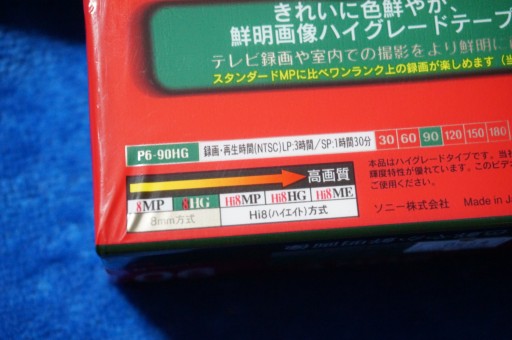 きれいに色鮮やか、
鮮明画像ハイグレードテープ
テレビ録画や室内での撮影をより鮮明に
スタンダードMPに比べワンランク上の録画が楽しめます(当
P6-90HG 録画・再生時間(NTSC)LP:3時間/SP:1時間30分 30 60 90 120 150 180
高画質
8MP 8HG Hi8MP Hi8HG Hi8ME
8mm方式 Hi8(ハイエイト)方式
本品はハイグレードタイプです。当社
輝度特性が優れています。このビデオ
ご使用ください。
ソニー株式会社 Made in Ja